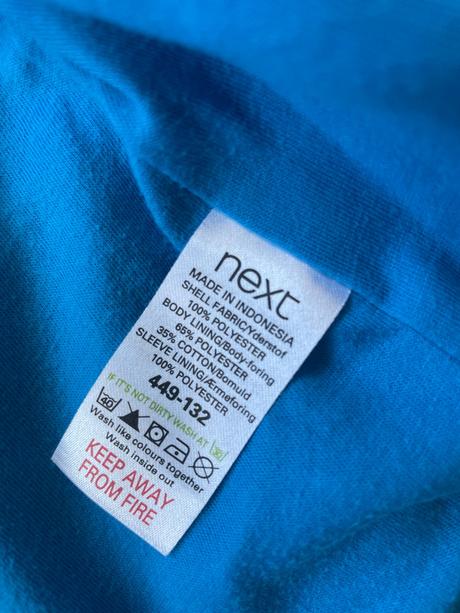 next
MADE IN INDONESIA
SHELL FABRIC/Yderstof
100% POLYESTER
BODY LINING/Body-foring
65% POLYESTER
35% COTTON/Bomuld
SLEEVE LINING/Ærmeforing
100% POLYESTER
449-132
IF IT'S NOT DIRTY WASH AT 30
40
Wash like colours together
Wash inside out
KEEP AWAY
FROM FIRE